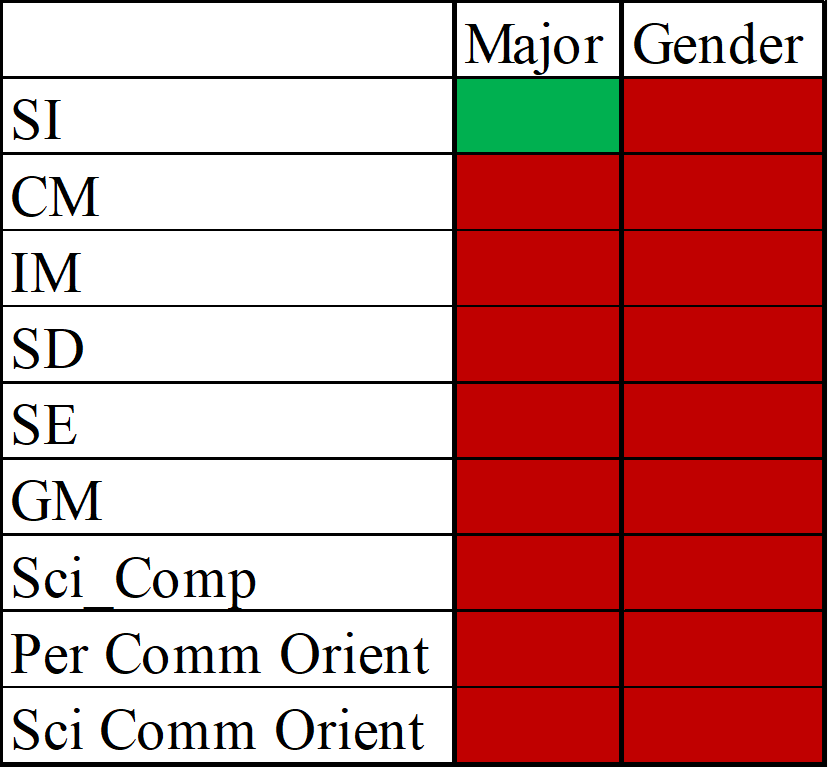 Major Gender
SI
CM
IM
SD
SE
GM
Sci_Comp
Per Comm Orient
Sci Comm Orient